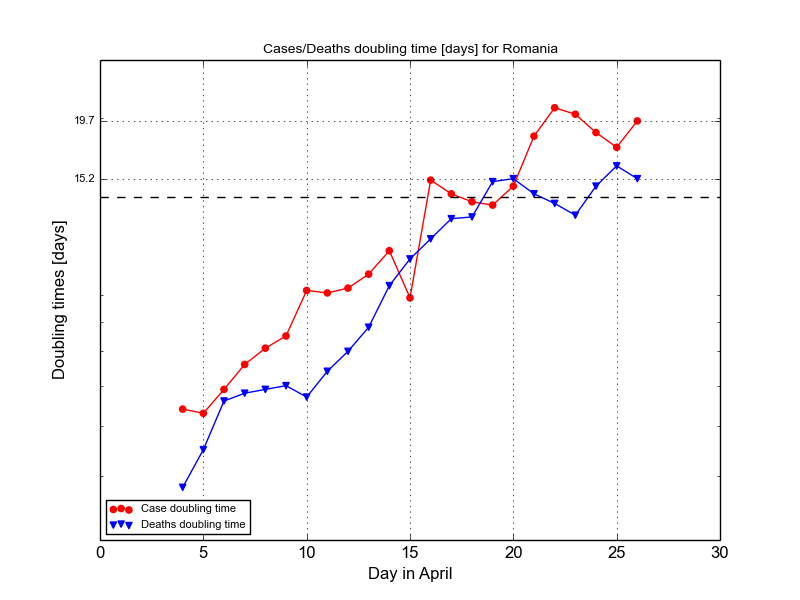 Cases/Deaths doubling time [days] for Romania
19.7
15.2
Doubling times [days]
Case doubling time
Deaths doubling time
0 5 10 15 20 25 30
Day in April